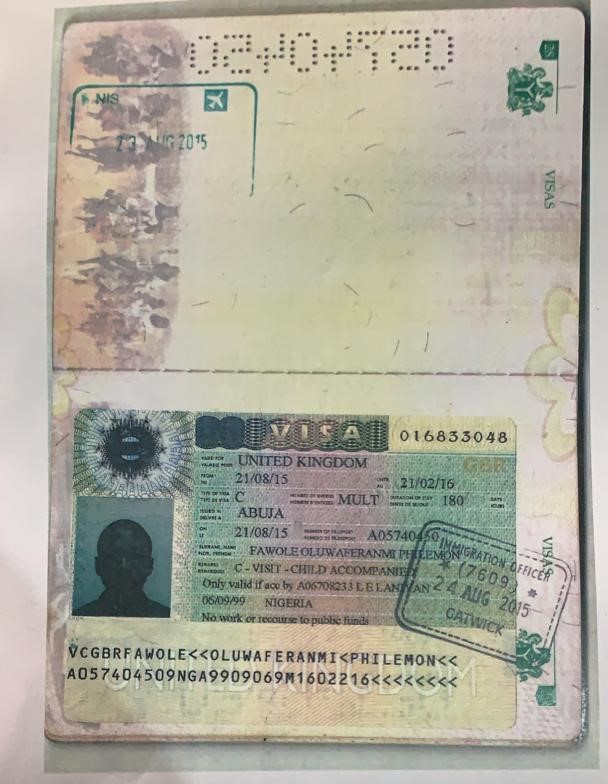 NIS
23 AUG 2015
VISAS
VISA
016833048
VALID FOR
UNITED KINGDOM
GBR
FROM
21/08/15
UNTIL
21/02/16
TYPE OF VISA
C
NUMBER OF ENTRIES
MULT
DURATION OF STAY
180
DAYS
ISSUED IN
ABUJA
ON
21/08/15
NUMBER OF PASSPORT
A05740450
SURNAME, NAME
FAWOLE OLUWAFERANMI PHILEMON
REMARKS
C - VISIT - CHILD ACCOMPANIED
Only valid if acc by A06708233 L E
06/09/99 NIGERIA
No work or recourse to public funds
IMMIGRATION OFFICER
* (7609) *
24 AUG 2015
GATWICK
VISAS
UNITED KINGDOM
VCGBRFAWOLE<<OLUWAFERANMI<PHILEMON<<
A057404509NGA9909069M1602216<<<<<<<<